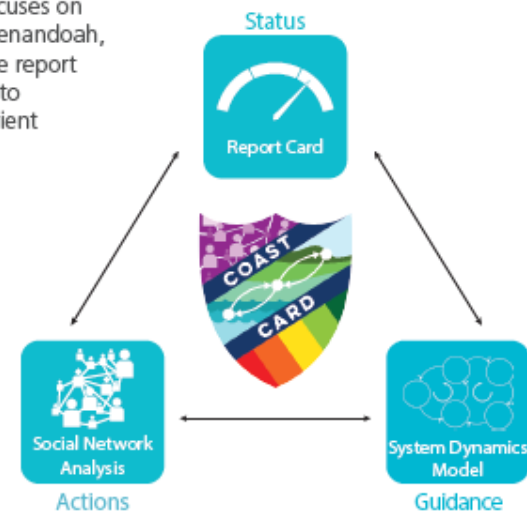 cuses on
enandoah,
e report
to
ient
Status
Report Card
COAST
CARD
Social Network
Analysis
Actions
System Dynamics
Model
Guidance